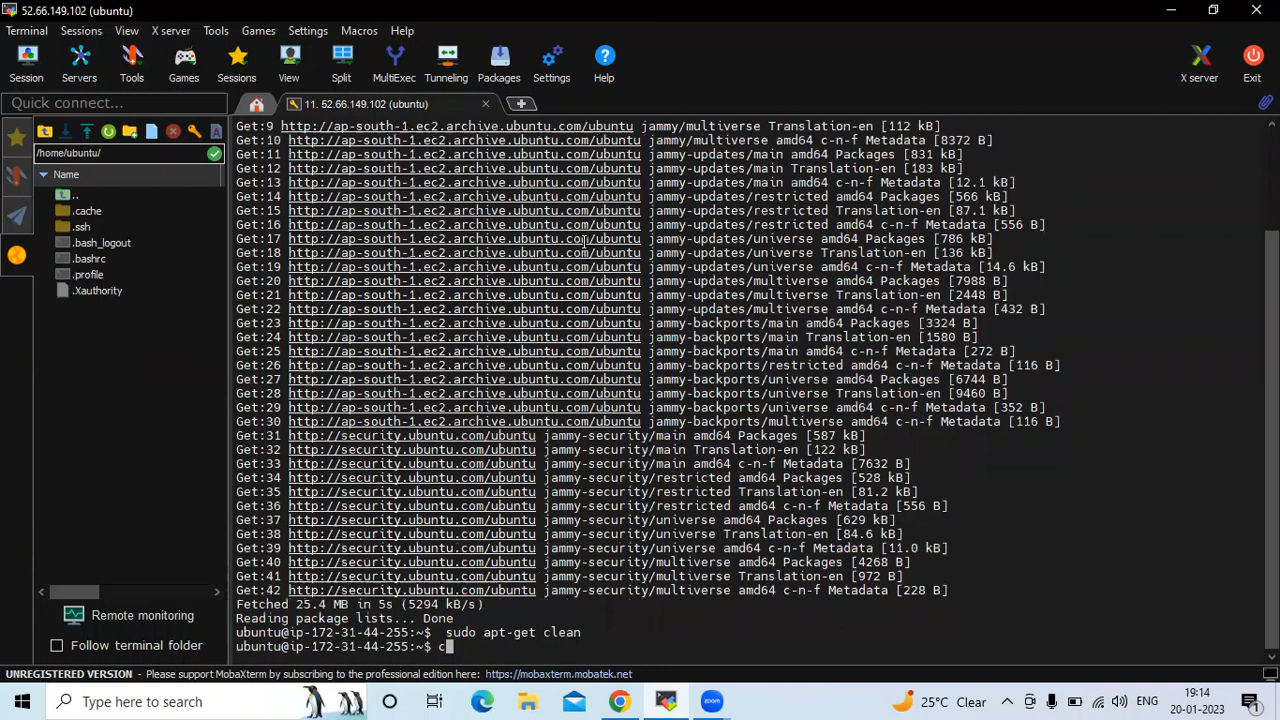 52.66.149.102 (ubuntu)
Terminal Sessions View X server Tools Games Settings Macros Help
Session Servers Tools Games Sessions View Split MultiExec Tunneling Packages Settings Help X server Exit
Quick connect...
11. 52.66.149.102 (ubuntu)
/home/ubuntu/
Name
..
.cache
.ssh
.bash_logout
.bashrc
.profile
.Xauthority
Remote monitoring
Follow terminal folder
Get:9 http://ap-south-1.ec2.archive.ubuntu.com/ubuntu jammy/multiverse Translation-en [112 kB]
Get:10 http://ap-south-1.ec2.archive.ubuntu.com/ubuntu jammy/multiverse amd64 c-n-f Metadata [8372 B]
Get:11 http://ap-south-1.ec2.archive.ubuntu.com/ubuntu jammy-updates/main amd64 Packages [831 kB]
Get:12 http://ap-south-1.ec2.archive.ubuntu.com/ubuntu jammy-updates/main Translation-en [183 kB]
Get:13 http://ap-south-1.ec2.archive.ubuntu.com/ubuntu jammy-updates/main amd64 c-n-f Metadata [12.1 kB]
Get:14 http://ap-south-1.ec2.archive.ubuntu.com/ubuntu jammy-updates/restricted amd64 Packages [566 kB]
Get:15 http://ap-south-1.ec2.archive.ubuntu.com/ubuntu jammy-updates/restricted Translation-en [87.1 kB]
Get:16 http://ap-south-1.ec2.archive.ubuntu.com/ubuntu jammy-updates/restricted amd64 c-n-f Metadata [556 B]
Get:17 http://ap-south-1.ec2.archive.ubuntu.com/ubuntu jammy-updates/universe amd64 Packages [786 kB]
Get:18 http://ap-south-1.ec2.archive.ubuntu.com/ubuntu jammy-updates/universe Translation-en [136 kB]
Get:19 http://ap-south-1.ec2.archive.ubuntu.com/ubuntu jammy-updates/universe amd64 c-n-f Metadata [14.6 kB]
Get:20 http://ap-south-1.ec2.archive.ubuntu.com/ubuntu jammy-updates/multiverse amd64 Packages [7988 B]
Get:21 http://ap-south-1.ec2.archive.ubuntu.com/ubuntu jammy-updates/multiverse Translation-en [2448 B]
Get:22 http://ap-south-1.ec2.archive.ubuntu.com/ubuntu jammy-updates/multiverse amd64 c-n-f Metadata [432 B]
Get:23 http://ap-south-1.ec2.archive.ubuntu.com/ubuntu jammy-backports/main amd64 Packages [3324 B]
Get:24 http://ap-south-1.ec2.archive.ubuntu.com/ubuntu jammy-backports/main Translation-en [1580 B]
Get:25 http://ap-south-1.ec2.archive.ubuntu.com/ubuntu jammy-backports/main amd64 c-n-f Metadata [272 B]
Get:26 http://ap-south-1.ec2.archive.ubuntu.com/ubuntu jammy-backports/restricted amd64 c-n-f Metadata [116 B]
Get:27 http://ap-south-1.ec2.archive.ubuntu.com/ubuntu jammy-backports/universe amd64 Packages [6744 B]
Get:28 http://ap-south-1.ec2.archive.ubuntu.com/ubuntu jammy-backports/universe Translation-en [9460 B]
Get:29 http://ap-south-1.ec2.archive.ubuntu.com/ubuntu jammy-backports/universe amd64 c-n-f Metadata [352 B]
Get:30 http://ap-south-1.ec2.archive.ubuntu.com/ubuntu jammy-backports/multiverse amd64 c-n-f Metadata [116 B]
Get:31 http://security.ubuntu.com/ubuntu jammy-security/main amd64 Packages [587 kB]
Get:32 http://security.ubuntu.com/ubuntu jammy-security/main Translation-en [122 kB]
Get:33 http://security.ubuntu.com/ubuntu jammy-security/main amd64 c-n-f Metadata [7632 B]
Get:34 http://security.ubuntu.com/ubuntu jammy-security/restricted amd64 Packages [528 kB]
Get:35 http://security.ubuntu.com/ubuntu jammy-security/restricted Translation-en [81.2 kB]
Get:36 http://security.ubuntu.com/ubuntu jammy-security/restricted amd64 c-n-f Metadata [556 B]
Get:37 http://security.ubuntu.com/ubuntu jammy-security/universe amd64 Packages [629 kB]
Get:38 http://security.ubuntu.com/ubuntu jammy-security/universe Translation-en [84.6 kB]
Get:39 http://security.ubuntu.com/ubuntu jammy-security/universe amd64 c-n-f Metadata [11.0 kB]
Get:40 http://security.ubuntu.com/ubuntu jammy-security/multiverse amd64 Packages [4268 B]
Get:41 http://security.ubuntu.com/ubuntu jammy-security/multiverse Translation-en [972 B]
Get:42 http://security.ubuntu.com/ubuntu jammy-security/multiverse amd64 c-n-f Metadata [228 B]
Fetched 25.4 MB in 5s (5294 kB/s)
Reading package lists... Done
ubuntu@ip-172-31-44-255:~$ sudo apt-get clean
ubuntu@ip-172-31-44-255:~$ c
UNREGISTERED VERSION - Please support MobaXterm by subscribing to the professional edition here: https://mobaxterm.mobatek.net
Type here to search
zoom
25°C Clear
ENG
19:14
20-01-2023
1